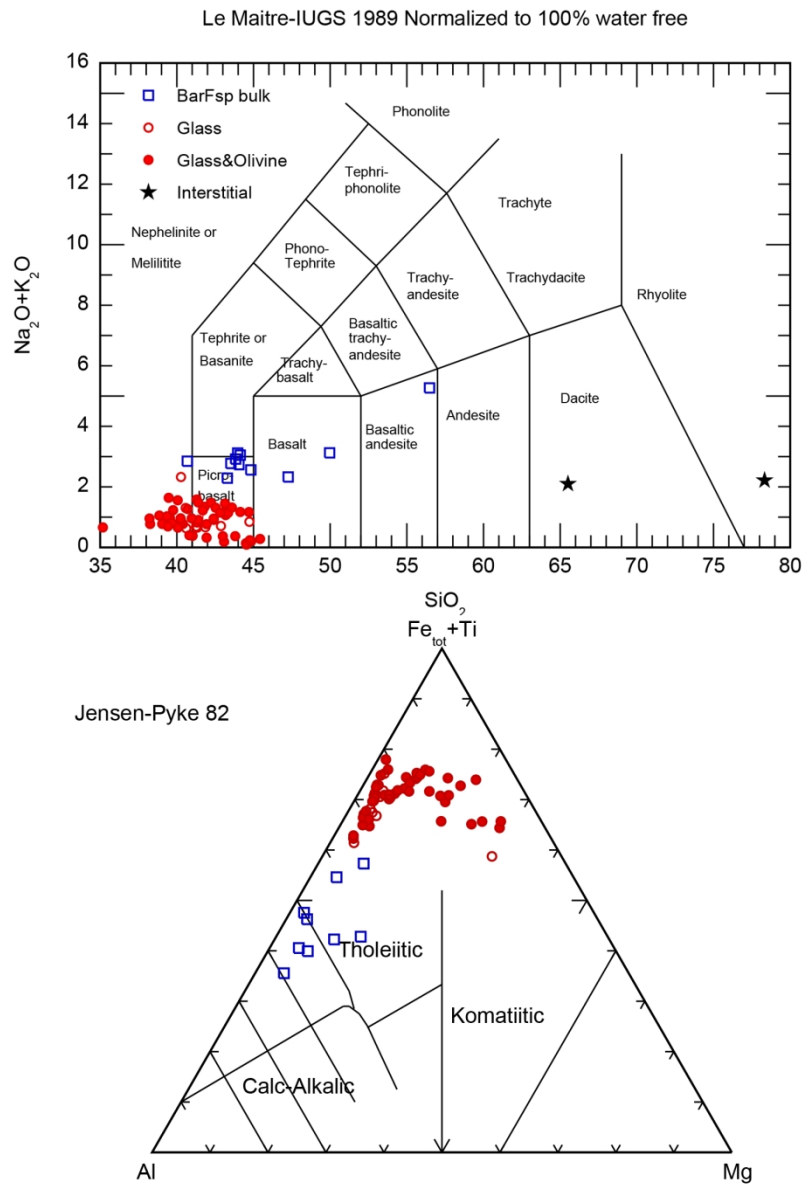 Le Maitre-IUGS 1989 Normalized to 100% water free
16
14
12
10
8
6
4
2
0
Na₂O+K₂O
BarFsp bulk
Glass
Glass&Olivine
Interstitial
Phonolite
Tephri-
phonolite
Trachyte
Nephelinite or
Melilitite
Phono-
Tephrite
Trachy-
andesite
Trachydacite
Rhyolite
Tephrite or
Basanite
Basaltic
trachy-
andesite
Trachy-
basalt
Dacite
Basalt
Basaltic
andesite
Andesite
Picro-
basalt
35 40 45 50 55 60 65 70 75 80
SiO₂
Fe_tot+Ti
Jensen-Pyke 82
Tholeiitic
Komatiitic
Calc-Alkalic
Al
Mg